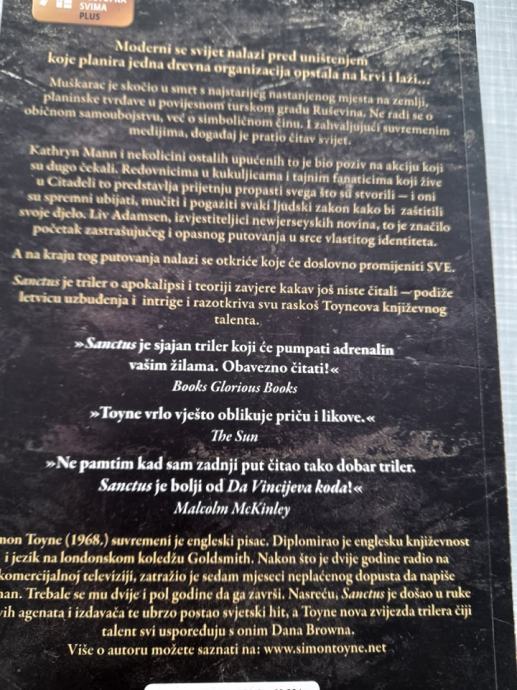 SVIMA
PLUS
Moderni se svijet nalazi pred uništenjem
koje planira jedna drevna organizacija opstala na krvi i laži...
Muškarac je skočio u smrt s najstarijeg nastanjenog mjesta na zemlji,
planinske tvrđave u povijesnom turskom gradu Ruševina. Ne radi se o
običnom samoubojstvu, već o simboličnom činu. I zahvaljujući suvremenim
medijima, događaj je pratio čitav svijet.
Kathryn Mann i nekolicini ostalih upućenih to je bio poziv na akciju koji
su dugo čekali. Redovnicima u kukuljicama i tajnim fanaticima koji žive
u Citadeli to predstavlja prijetnju propasti svega što su stvorili – i oni
su spremni ubijati, mučiti i pogaziti svaki ljudski zakon kako bi zaštitili
svoje djelo. Liv Adamsen, izvjestiteljici newjerseyskih novina, to je značilo
početak zastrašujućeg i opasnog putovanja u srce vlastitog identiteta.
A na kraju tog putovanja nalazi se otkriće koje će doslovno promijeniti SVE.
Sanctus je triler o apokalipsi i teoriji zavjere kakav još niste čitali – podiže
letvicu uzbuđenja i intrige i razotkriva svu raskoš Toyneova književnog
talenta.
»Sanctus je sjajan triler koji će pumpati adrenalin
vašim žilama. Obavezno čitati!«
Books Glorious Books
»Toyne vrlo vješto oblikuje priču i likove.«
The Sun
»Ne pamtim kad sam zadnji put čitao tako dobar triler.
Sanctus je bolji od Da Vincijeva koda!«
Malcolm McKinley
mon Toyne (1968.) suvremeni je engleski pisac. Diplomirao je englesku književnost
i jezik na londonskom koledžu Goldsmith. Nakon što je dvije godine radio na
komercijalnoj televiziji, zatražio je sedam mjeseci neplaćenog dopusta da napiše
man. Trebale se mu dvije i pol godine da ga završi. Nasreću, Sanctus je došao u ruke
vih agenata i izdavača te ubrzo postao svjetski hit, a Toyne nova zvijezda trilera čiji
talent svi uspoređuju s onim Dana Browna.
Više o autoru možete saznati na: www.simontoyne.net